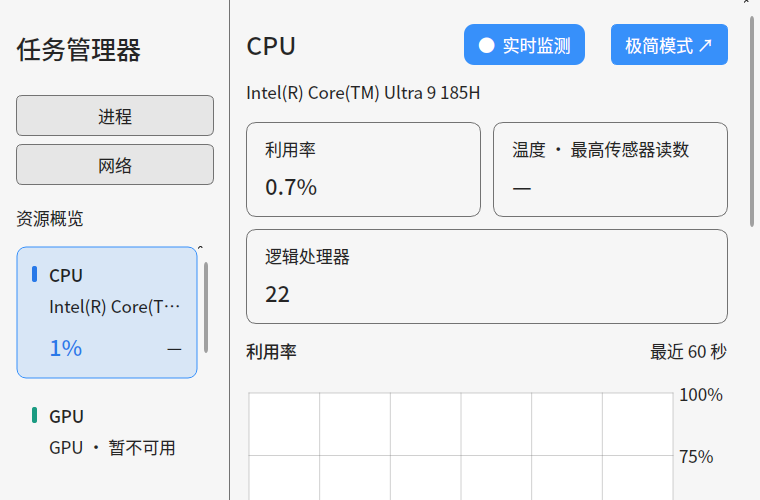 任务管理器
进程
网络
资源概览
CPU
Intel(R) Core(T…
1% —
GPU
GPU · 暂不可用
CPU
实时监测
极简模式 ↗
Intel(R) Core(TM) Ultra 9 185H
利用率
0.7%
温度 · 最高传感器读数
—
逻辑处理器
22
利用率 最近 60 秒
100%
75%